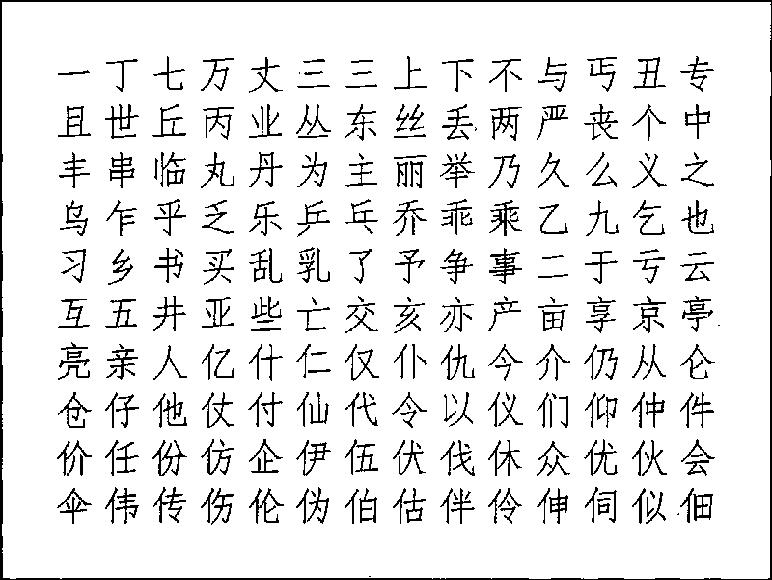 一丁七万丈三三上下不与丐丑专
且世丘丙业丛东丝丢两严丧个中
丰串临丸丹为主丽举乃久么义之
乌乍乎乏乐乒乓乔乖乘乙九乞也
习乡书买乱乳了予争事二于亏云
互五井亚些亡交亥亦产亩享京亭
亮亲人亿什仁仅仆仇今介仍从仑
仓仔他仗付仙代令以仪们仰仲件
价任份仿企伊伍伏伐休众优伙会
伞伟传伤伦伪伯估伴伶伸伺似佃